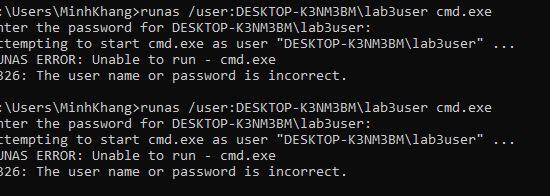 :\Users\MinhKhang>runas /user:DESKTOP-K3NM3BM\lab3user cmd.exe
nter the password for DESKTOP-K3NM3BM\lab3user:
ttempting to start cmd.exe as user "DESKTOP-K3NM3BM\lab3user" ...
UNAS ERROR: Unable to run - cmd.exe
326: The user name or password is incorrect.
:\Users\MinhKhang>runas /user:DESKTOP-K3NM3BM\lab3user cmd.exe
nter the password for DESKTOP-K3NM3BM\lab3user:
ttempting to start cmd.exe as user "DESKTOP-K3NM3BM\lab3user" ...
UNAS ERROR: Unable to run - cmd.exe
326: The user name or password is incorrect.